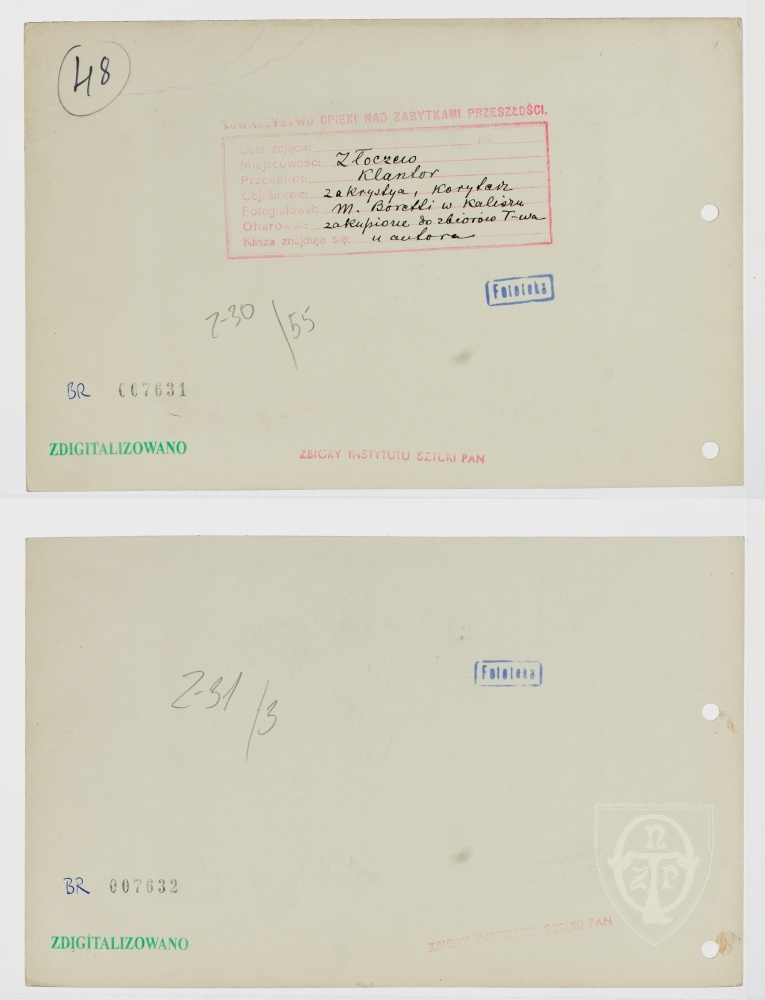 48
TOWARZYSTWO OPIEKI NAD ZABYTKAMI PRZESZŁOŚCI.
Data zdjęcia:
Miejscowość: Złoczew
Przedmiot: Klasztor
Objaśnienie: zakrystya, korytarz
Fotografował: M. Boretti w Kaliszu
Ofiarował: zakupione do zbiorów T-wa
Klisza znajduje się: u autora
Fototeka
Z-30/55
BR 007631
ZDIGITALIZOWANO
ZBIORY INSTYTUTU SZTUKI PAN
Fototeka
Z-31/3
BR 007632
ZDIGITALIZOWANO
ZBIORY INSTYTUTU SZTUKI PAN